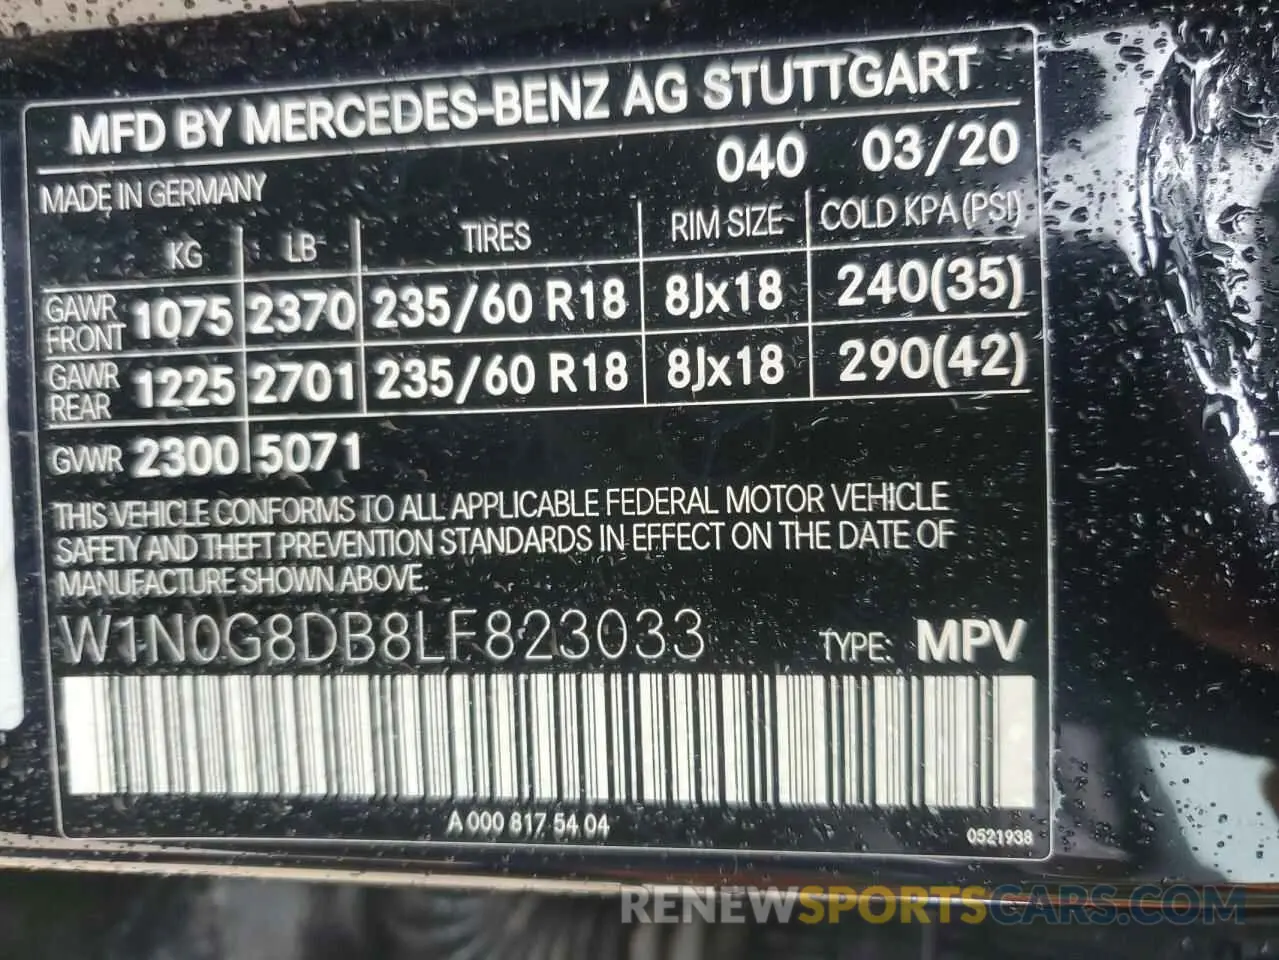 MFD BY MERCEDES-BENZ AG STUTTGART
040 03/20
MADE IN GERMANY
KG LB TIRES RIM SIZE COLD KPA (PSI)
GAWR FRONT 1075 2370 235/60 R18 8Jx18 240(35)
GAWR REAR 1225 2701 235/60 R18 8Jx18 290(42)
GVWR 2300 5071
THIS VEHICLE CONFORMS TO ALL APPLICABLE FEDERAL MOTOR VEHICLE
SAFETY AND THEFT PREVENTION STANDARDS IN EFFECT ON THE DATE OF
MANUFACTURE SHOWN ABOVE.
W1N0G8DB8LF823033 TYPE: MPV
A 000 817 54 04
0521938
RENEWSPORTSCARS.COM